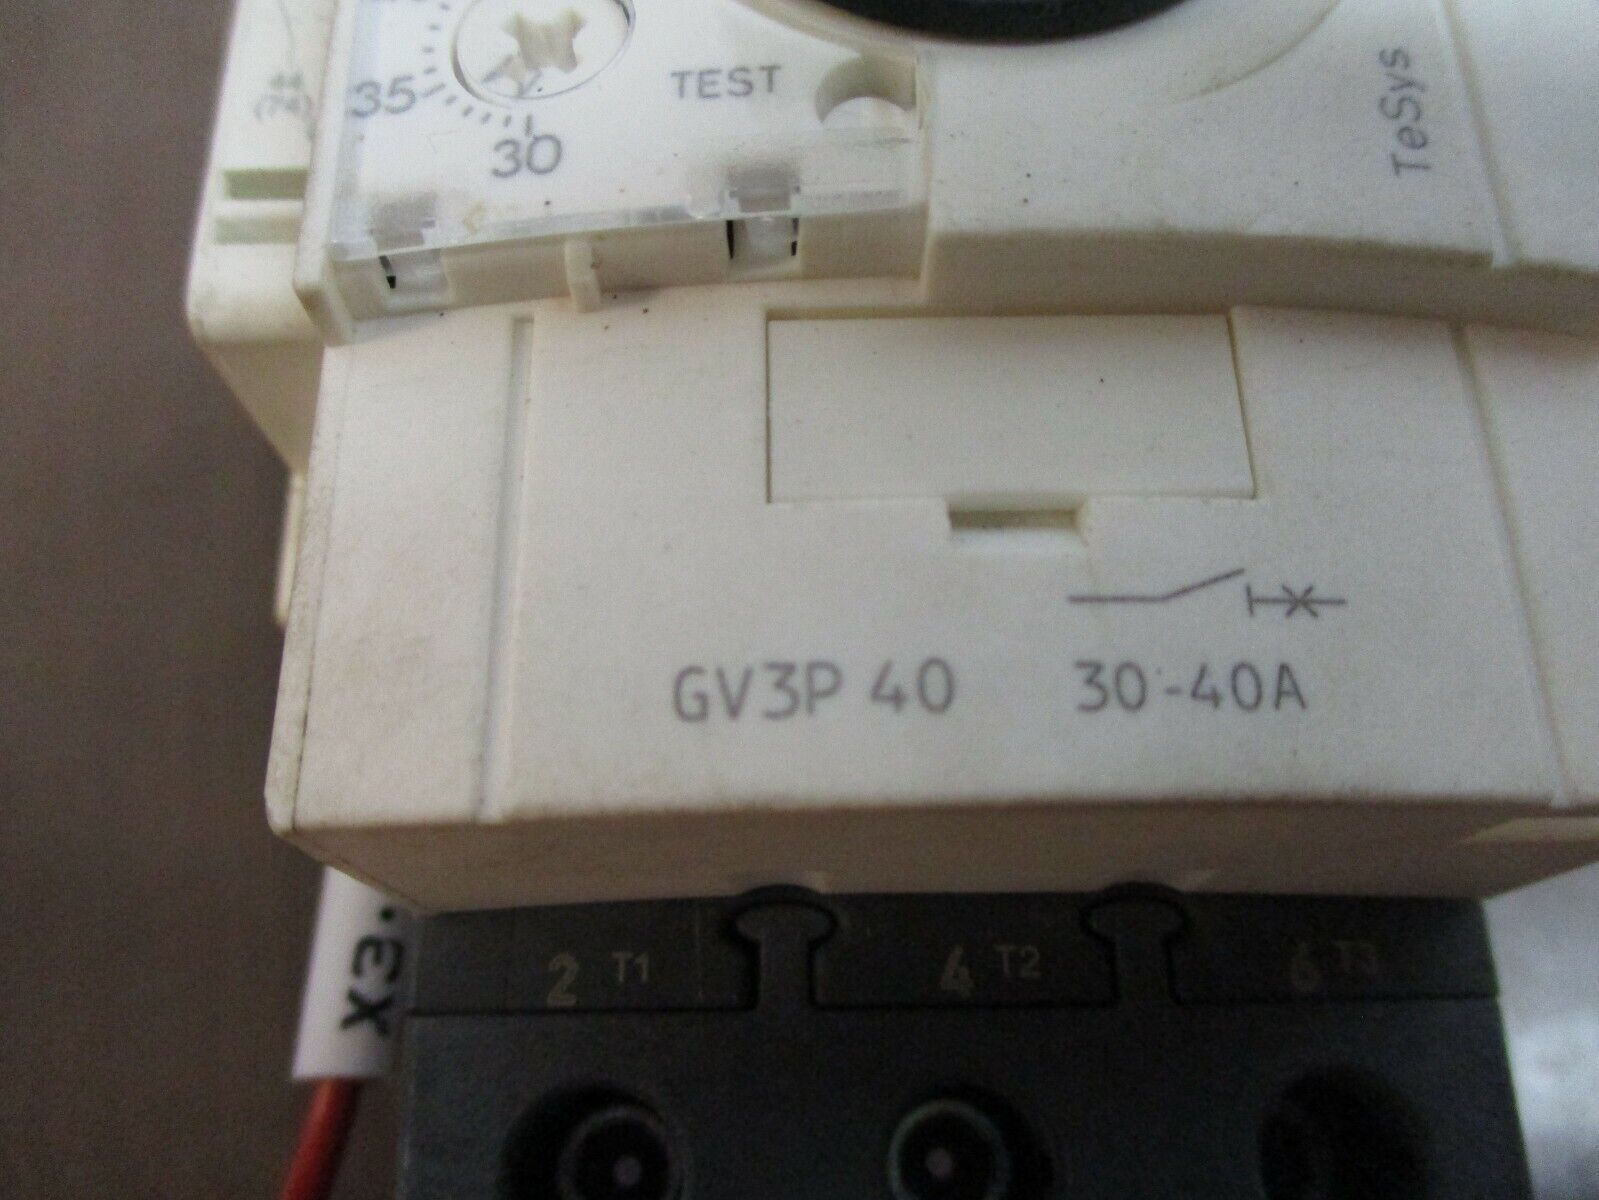 35
30
TEST
TeSys
GV3P 40 30-40A
2 T1 4 T2 6 T3
X3